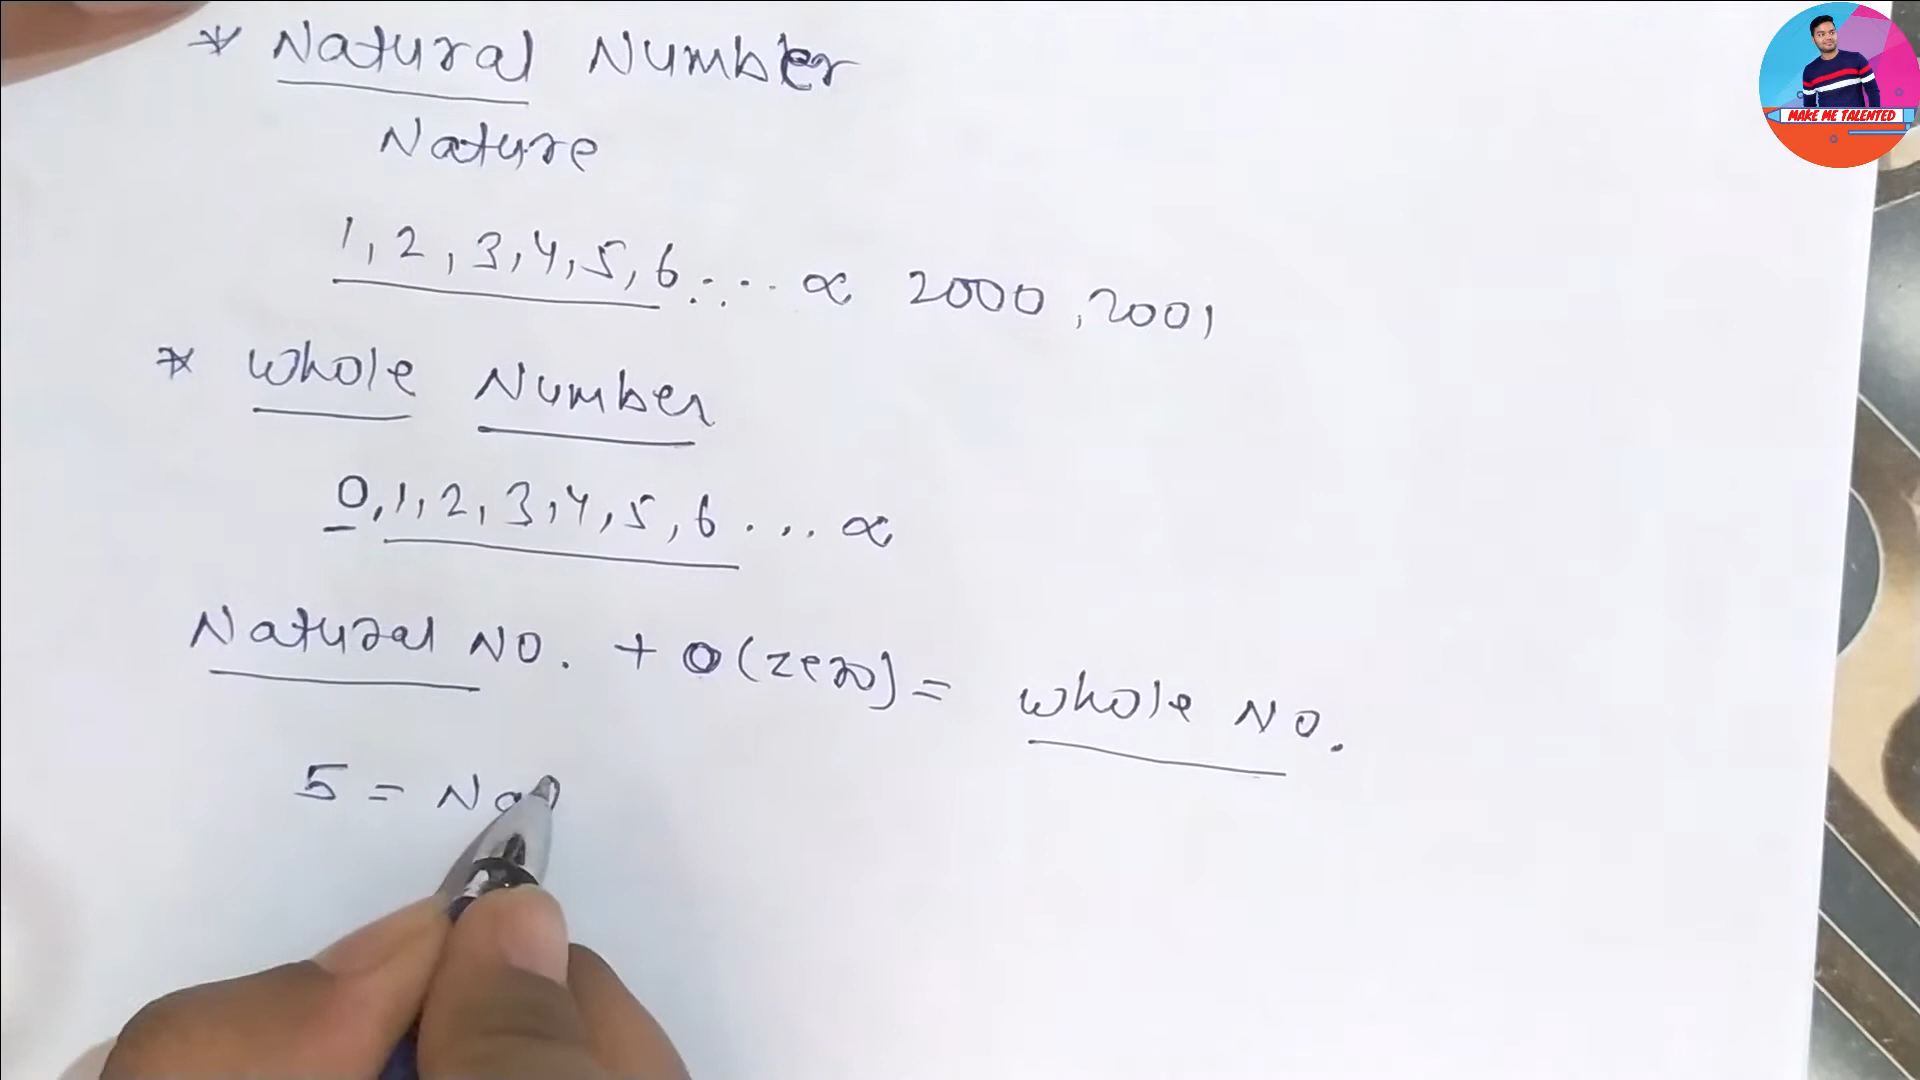 * Natural Number
Nature
1, 2, 3, 4, 5, 6 ..... ∝ 2000, 2001
* Whole Number
0, 1, 2, 3, 4, 5, 6 ... ∝
Natural NO. + 0 (zero) = Whole NO.
5 = Na
MAKE ME TALENTED